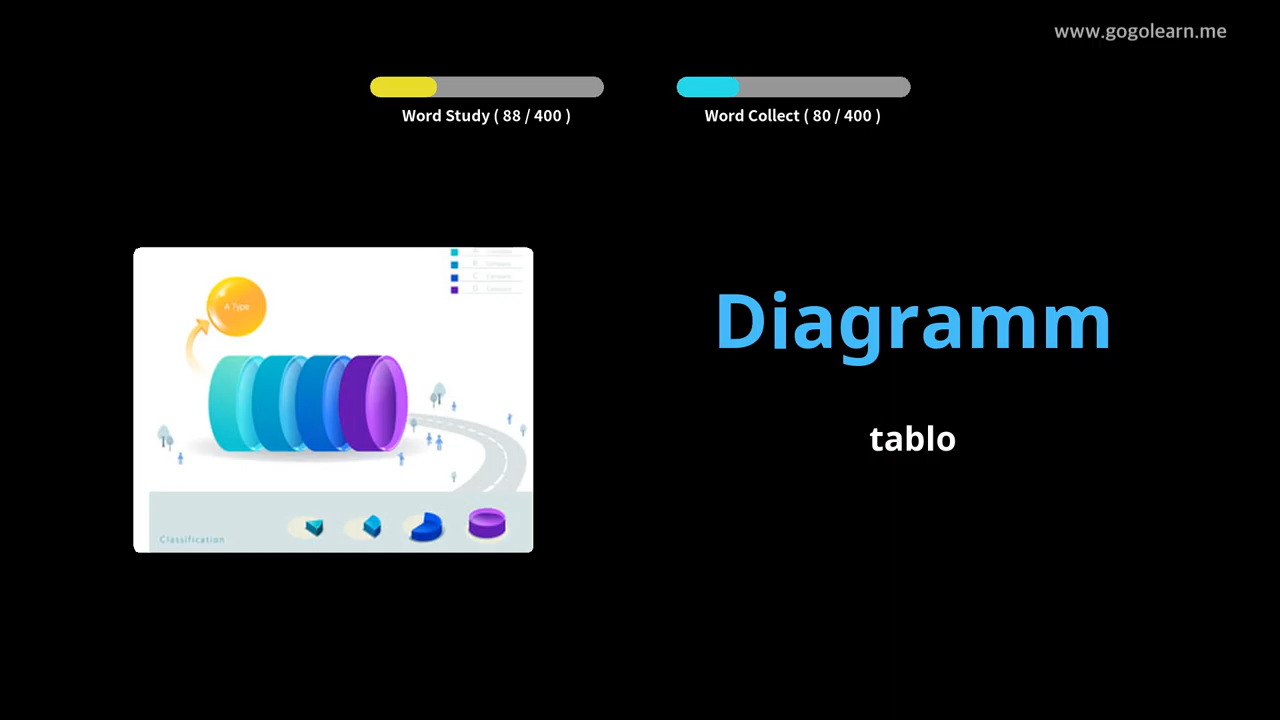 www.gogolearn.me
Word Study ( 88 / 400 )
Word Collect ( 80 / 400 )
A Type
Diagramm
tablo
Classification